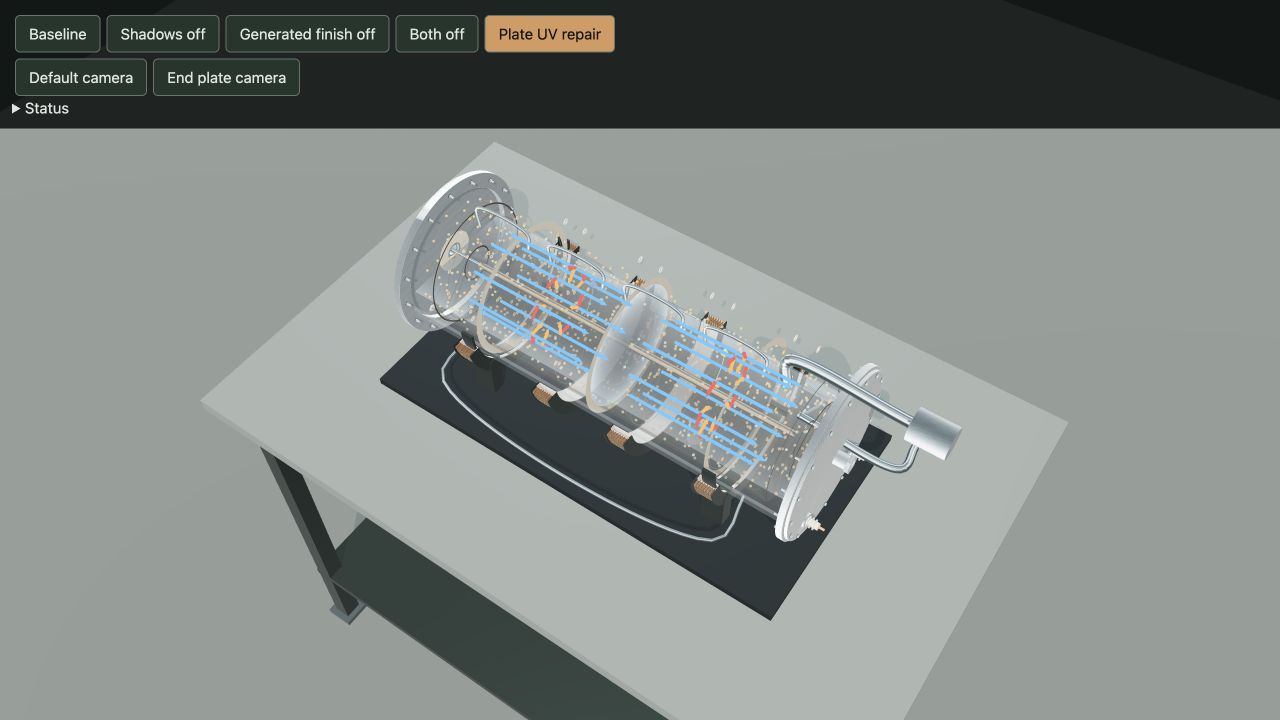 Baseline Shadows off Generated finish off Both off Plate UV repair
Default camera End plate camera
Status